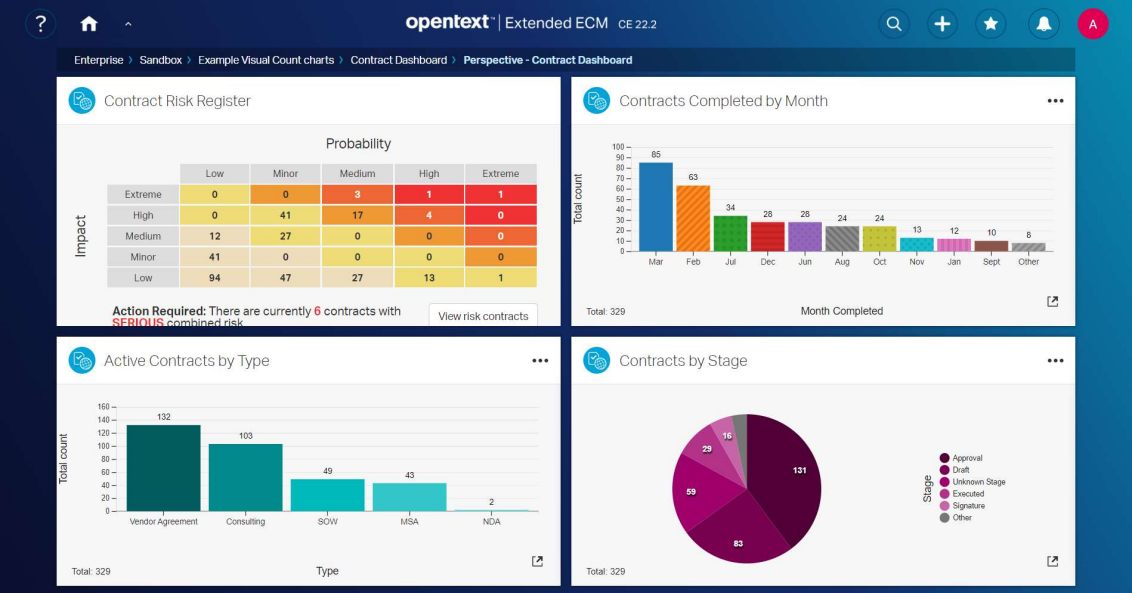 ?
opentext™ | Extended ECM CE 22.2
A
Enterprise > Sandbox > Example Visual Count charts > Contract Dashboard > Perspective - Contract Dashboard
Contract Risk Register
Probability
Low Minor Medium High Extreme
Impact
Extreme 0 0 3 1 1
High 0 41 17 4 0
Medium 12 27 0 0 0
Minor 41 0 0 0 0
Low 94 47 27 13 1
Action Required: There are currently 6 contracts with
SERIOUS combined risk
View risk contracts
Contracts Completed by Month
Total count
100
90
80
70
60
50
40
30
20
10
0
85 63 34 28 28 24 24 13 12 10 8
Mar Feb Jul Dec Jun Aug Oct Nov Jan Sept Other
Total: 329
Month Completed
Active Contracts by Type
Total count
160
140
120
100
80
60
40
20
0
132 103 49 43 2
Vendor Agreement Consulting SOW MSA NDA
Total: 329
Type
Contracts by Stage
131
83
59
29
16
Stage
Approval
Draft
Unknown Stage
Executed
Signature
Other
Total: 329